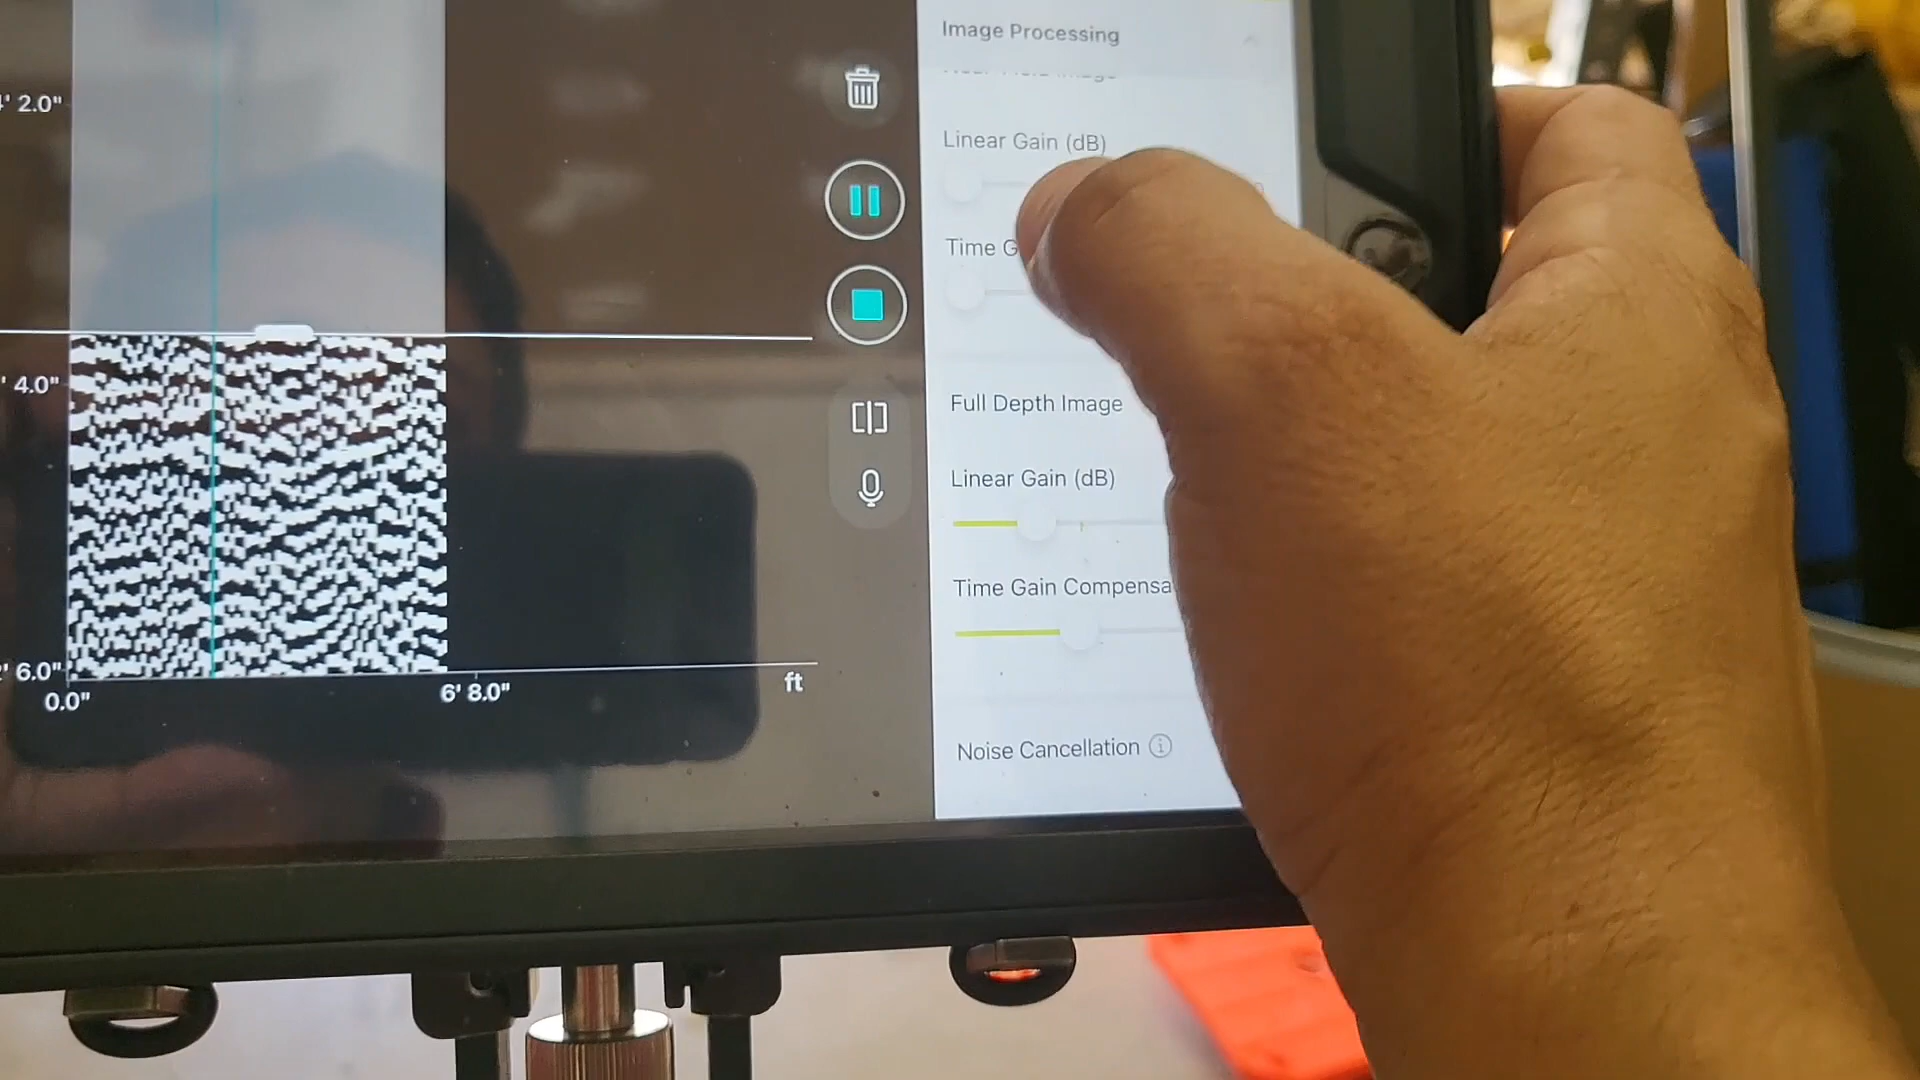 Image Processing
' 2.0"
Linear Gain (dB)
Time G
' 4.0"
Full Depth Image
Linear Gain (dB)
Time Gain Compensa
' 6.0"
0.0"
6' 8.0"
ft
Noise Cancellation